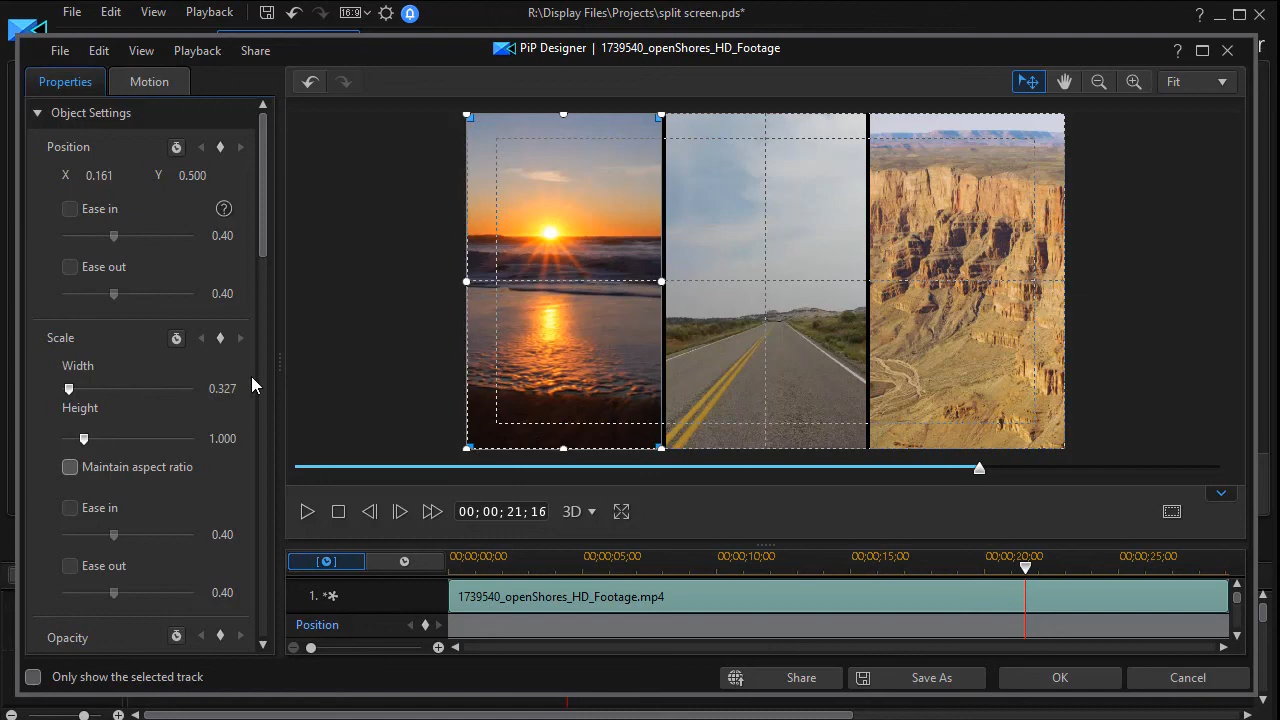 File Edit View Playback 16:9 R:\Display Files\Projects\split screen.pds* ?
File Edit View Playback Share PiP Designer | 1739540_openShores_HD_Footage ?
Properties Motion Fit
Object Settings
Position
X 0.161 Y 0.500
Ease in ?
0.40
Ease out
0.40
Scale
Width
0.327
Height
1.000
Maintain aspect ratio
Ease in
0.40
Ease out
0.40
Opacity
00; 00; 21; 16 3D
00;00;00;00 00;00;05;00 00;00;10;00 00;00;15;00 00;00;20;00 00;00;25;00
1. 1739540_openShores_HD_Footage.mp4
Position
Only show the selected track Share Save As OK Cancel